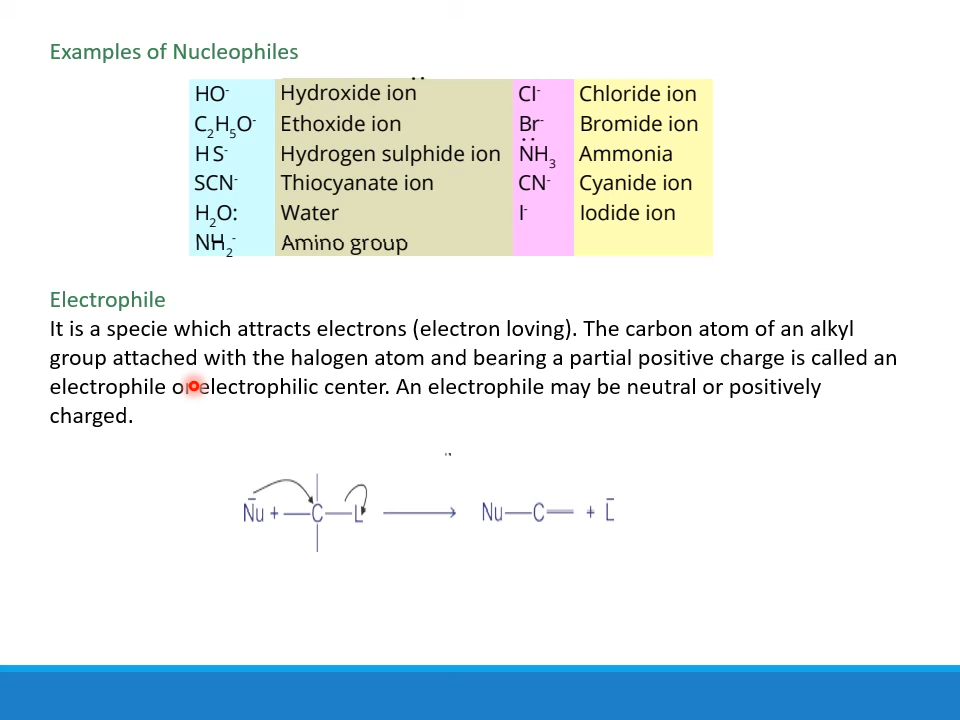 Examples of Nucleophiles
HO⁻ Hydroxide ion Cl⁻ Chloride ion
C₂H₅O⁻ Ethoxide ion Br⁻ Bromide ion
HS⁻ Hydrogen sulphide ion NH₃ Ammonia
SCN⁻ Thiocyanate ion CN⁻ Cyanide ion
H₂O: Water I⁻ Iodide ion
NH₂⁻ Amino group
Electrophile
It is a specie which attracts electrons (electron loving). The carbon atom of an alkyl
group attached with the halogen atom and bearing a partial positive charge is called an
electrophile or electrophilic center. An electrophile may be neutral or positively
charged.
N̄u + —C—L ⟶ Nu—C= + L̄